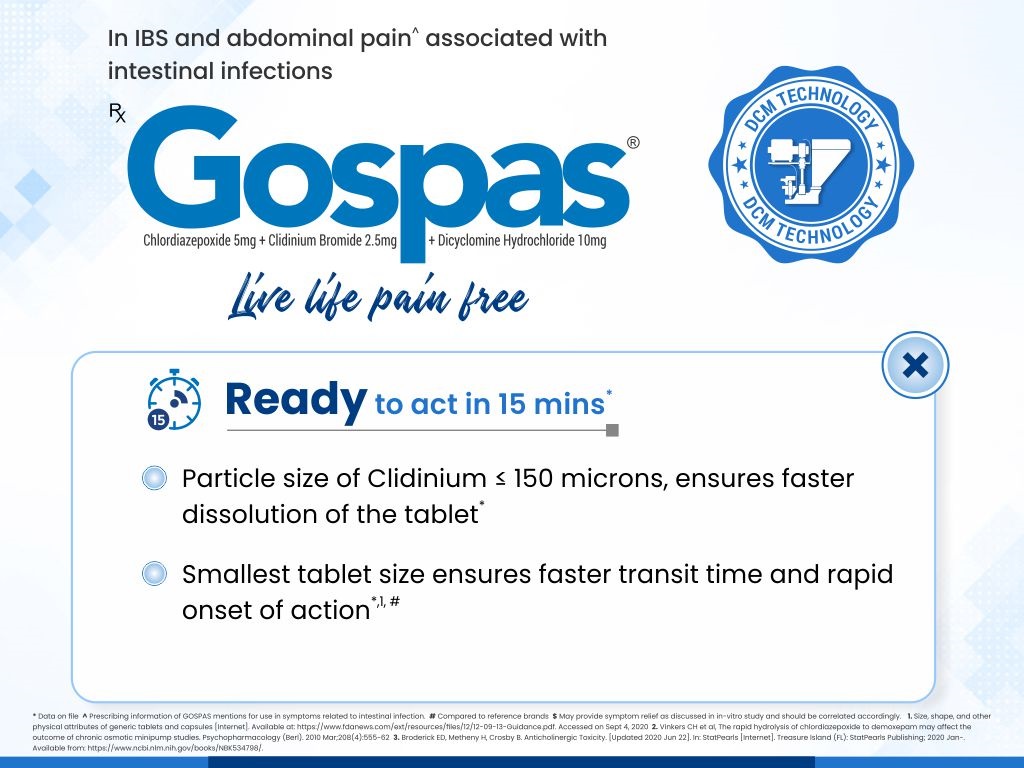 In IBS and abdominal pain^ associated with
intestinal infections
Rx
Gospas®
Chlordiazepoxide 5mg + Clidinium Bromide 2.5mg + Dicyclomine Hydrochloride 10mg
Live life pain free
DCM TECHNOLOGY
DCM TECHNOLOGY
15
Ready to act in 15 mins*
Particle size of Clidinium ≤ 150 microns, ensures faster
dissolution of the tablet*
Smallest tablet size ensures faster transit time and rapid
onset of action*,1, #
* Data on file ^ Prescribing information of GOSPAS mentions for use in symptoms related to intestinal infection. # Compared to reference brands $ May provide symptom relief as discussed in in-vitro study and should be correlated accordingly. 1. Size, shape, and other
physical attributes of generic tablets and capsules [Internet]. Available at: https://www.fdanews.com/ext/resources/files/12/12-09-13-Guidance.pdf. Accessed on Sept 4, 2020 2. Vinkers CH et al, The rapid hydrolysis of chlordiazepoxide to demoxepam may affect the
outcome of chronic osmotic minipump studies. Psychopharmacology (Berl). 2010 Mar;208(4):555-62 3. Broderick ED, Metheny H, Crosby B. Anticholinergic Toxicity. [Updated 2020 Jun 22]. In: StatPearls [Internet]. Treasure Island (FL): StatPearls Publishing; 2020 Jan-.
Available from: https://www.ncbi.nlm.nih.gov/books/NBK534798/.